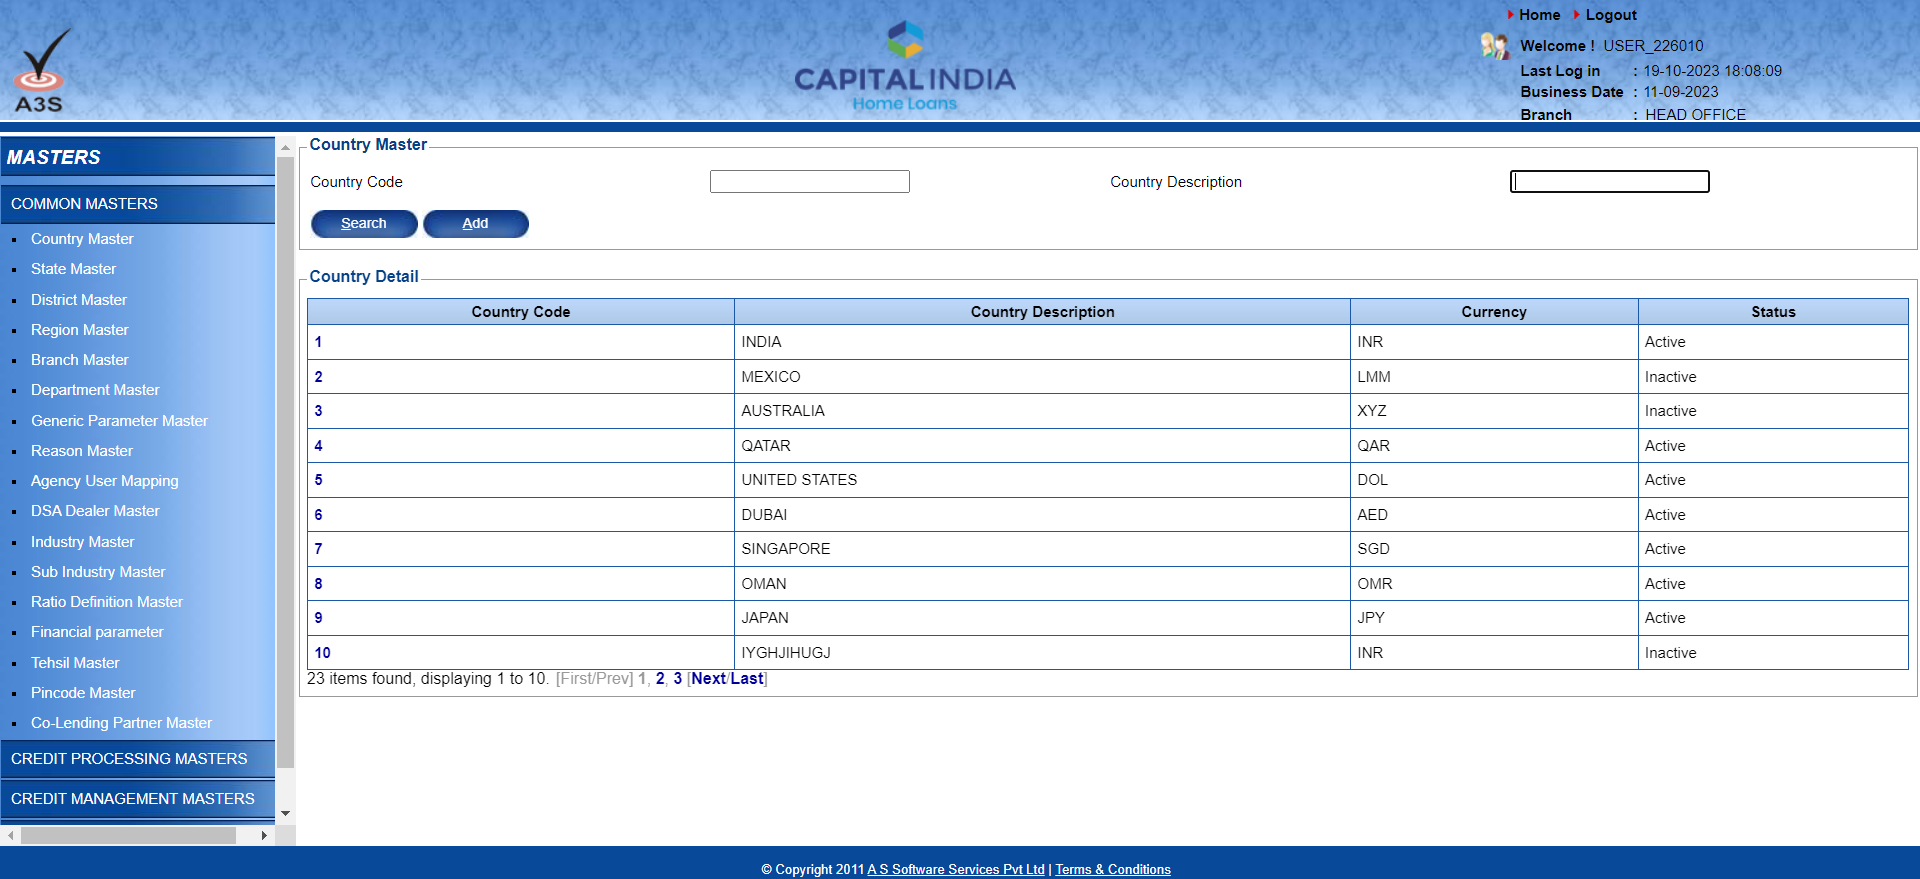 Home Logout
A3S
CAPITALINDIA
Home Loans
Welcome ! USER_226010
Last Log in : 19-10-2023 18:08:09
Business Date : 11-09-2023
Branch : HEAD OFFICE
MASTERS
COMMON MASTERS
Country Master
State Master
District Master
Region Master
Branch Master
Department Master
Generic Parameter Master
Reason Master
Agency User Mapping
DSA Dealer Master
Industry Master
Sub Industry Master
Ratio Definition Master
Financial parameter
Tehsil Master
Pincode Master
Co-Lending Partner Master
CREDIT PROCESSING MASTERS
CREDIT MANAGEMENT MASTERS
Country Master
Country Code Country Description
Search Add
Country Detail
Country Code Country Description Currency Status
1 INDIA INR Active
2 MEXICO LMM Inactive
3 AUSTRALIA XYZ Inactive
4 QATAR QAR Active
5 UNITED STATES DOL Active
6 DUBAI AED Active
7 SINGAPORE SGD Active
8 OMAN OMR Active
9 JAPAN JPY Active
10 IYGHJIHUGJ INR Inactive
23 items found, displaying 1 to 10. [First/Prev] 1, 2, 3 [Next/Last]
© Copyright 2011 A S Software Services Pvt Ltd | Terms & Conditions